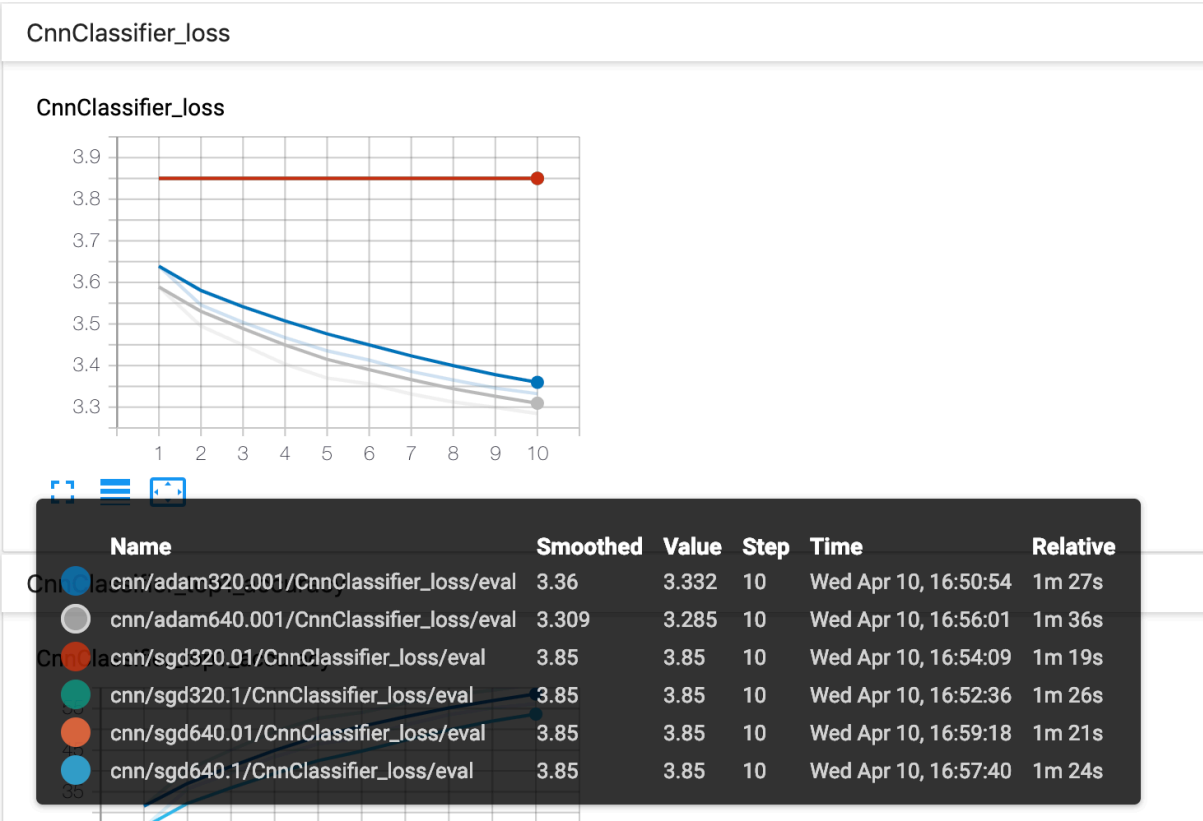 CnnClassifier_loss
CnnClassifier_loss
3.9
3.8
3.7
3.6
3.5
3.4
3.3
1 2 3 4 5 6 7 8 9 10
Name Smoothed Value Step Time Relative
cnn/adam320.001/CnnClassifier_loss/eval 3.36 3.332 10 Wed Apr 10, 16:50:54 1m 27s
cnn/adam640.001/CnnClassifier_loss/eval 3.309 3.285 10 Wed Apr 10, 16:56:01 1m 36s
cnn/sgd320.01/CnnClassifier_loss/eval 3.85 3.85 10 Wed Apr 10, 16:54:09 1m 19s
cnn/sgd320.1/CnnClassifier_loss/eval 3.85 3.85 10 Wed Apr 10, 16:52:36 1m 26s
cnn/sgd640.01/CnnClassifier_loss/eval 3.85 3.85 10 Wed Apr 10, 16:59:18 1m 21s
cnn/sgd640.1/CnnClassifier_loss/eval 3.85 3.85 10 Wed Apr 10, 16:57:40 1m 24s